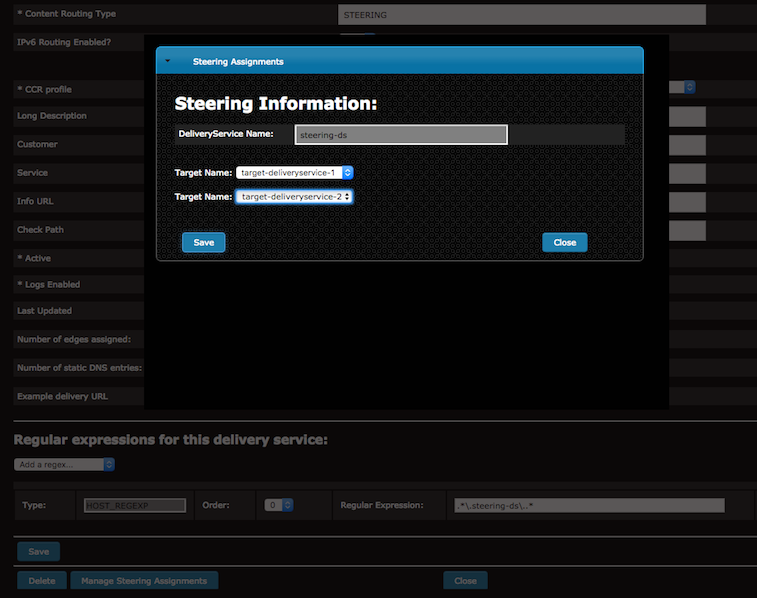 * Content Routing Type STEERING
IPv6 Routing Enabled?
Steering Assignments
Steering Information:
DeliveryService Name: steering-ds
Target Name: target-deliveryservice-1
Target Name: target-deliveryservice-2
Save Close
* CCR profile
Long Description
Customer
Service
Info URL
Check Path
* Active
* Logs Enabled
Last Updated
Number of edges assigned:
Number of static DNS entries:
Example delivery URL
Regular expressions for this delivery service:
Add a regex...
Type: HOST_REGEXP Order: 0 Regular Expression: .*\.steering-ds\..*
Save
Delete Manage Steering Assignments Close